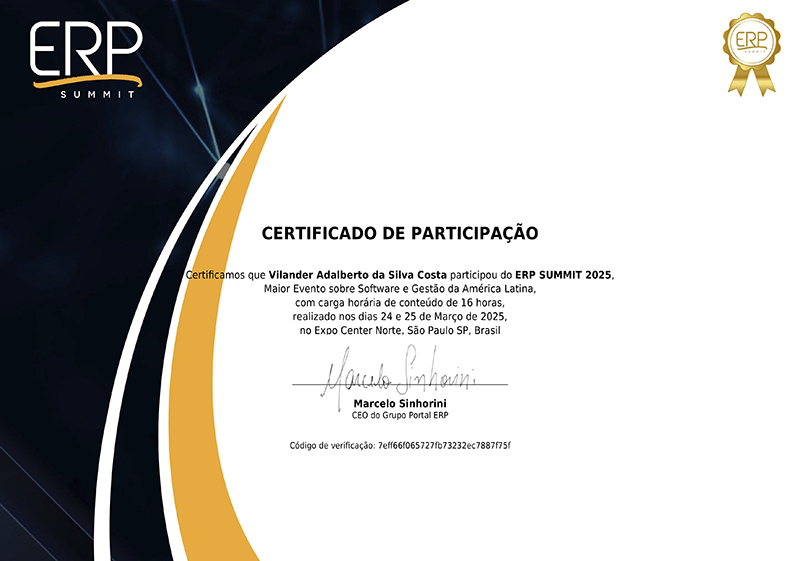 ERP
SUMMIT
ERP
SUMMIT
CERTIFICADO DE PARTICIPAÇÃO
Certificamos que Vilander Adalberto da Silva Costa participou do ERP SUMMIT 2025,
Maior Evento sobre Software e Gestão da América Latina,
com carga horária de conteúdo de 16 horas,
realizado nos dias 24 e 25 de Março de 2025,
no Expo Center Norte, São Paulo SP, Brasil
Marcelo Sinhorini
Marcelo Sinhorini
CEO do Grupo Portal ERP
Código de verificação: 7eff66f065727fb73232ec7887f75f